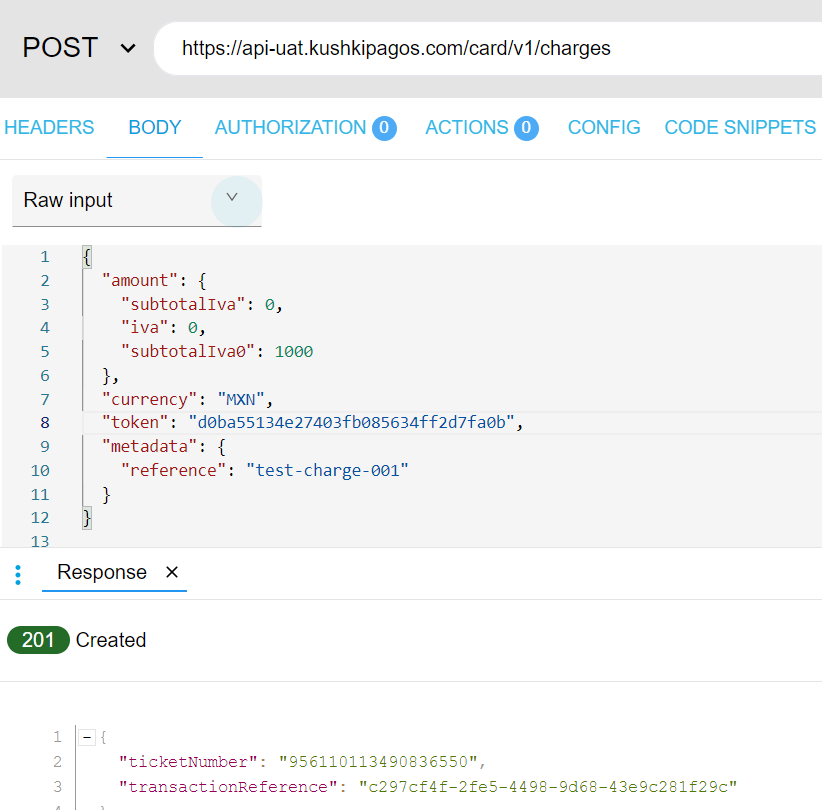 POST https://api-uat.kushkipagos.com/card/v1/charges
HEADERS BODY AUTHORIZATION 0 ACTIONS 0 CONFIG CODE SNIPPETS
Raw input
1 {
2 "amount": {
3 "subtotalIva": 0,
4 "iva": 0,
5 "subtotalIva0": 1000
6 },
7 "currency": "MXN",
8 "token": "d0ba55134e27403fb085634ff2d7fa0b",
9 "metadata": {
10 "reference": "test-charge-001"
11 }
12 }
13
Response ×
201 Created
1 {
2 "ticketNumber": "956110113490836550",
3 "transactionReference": "c297cf4f-2fe5-4498-9d68-43e9c281f29c"
4 }